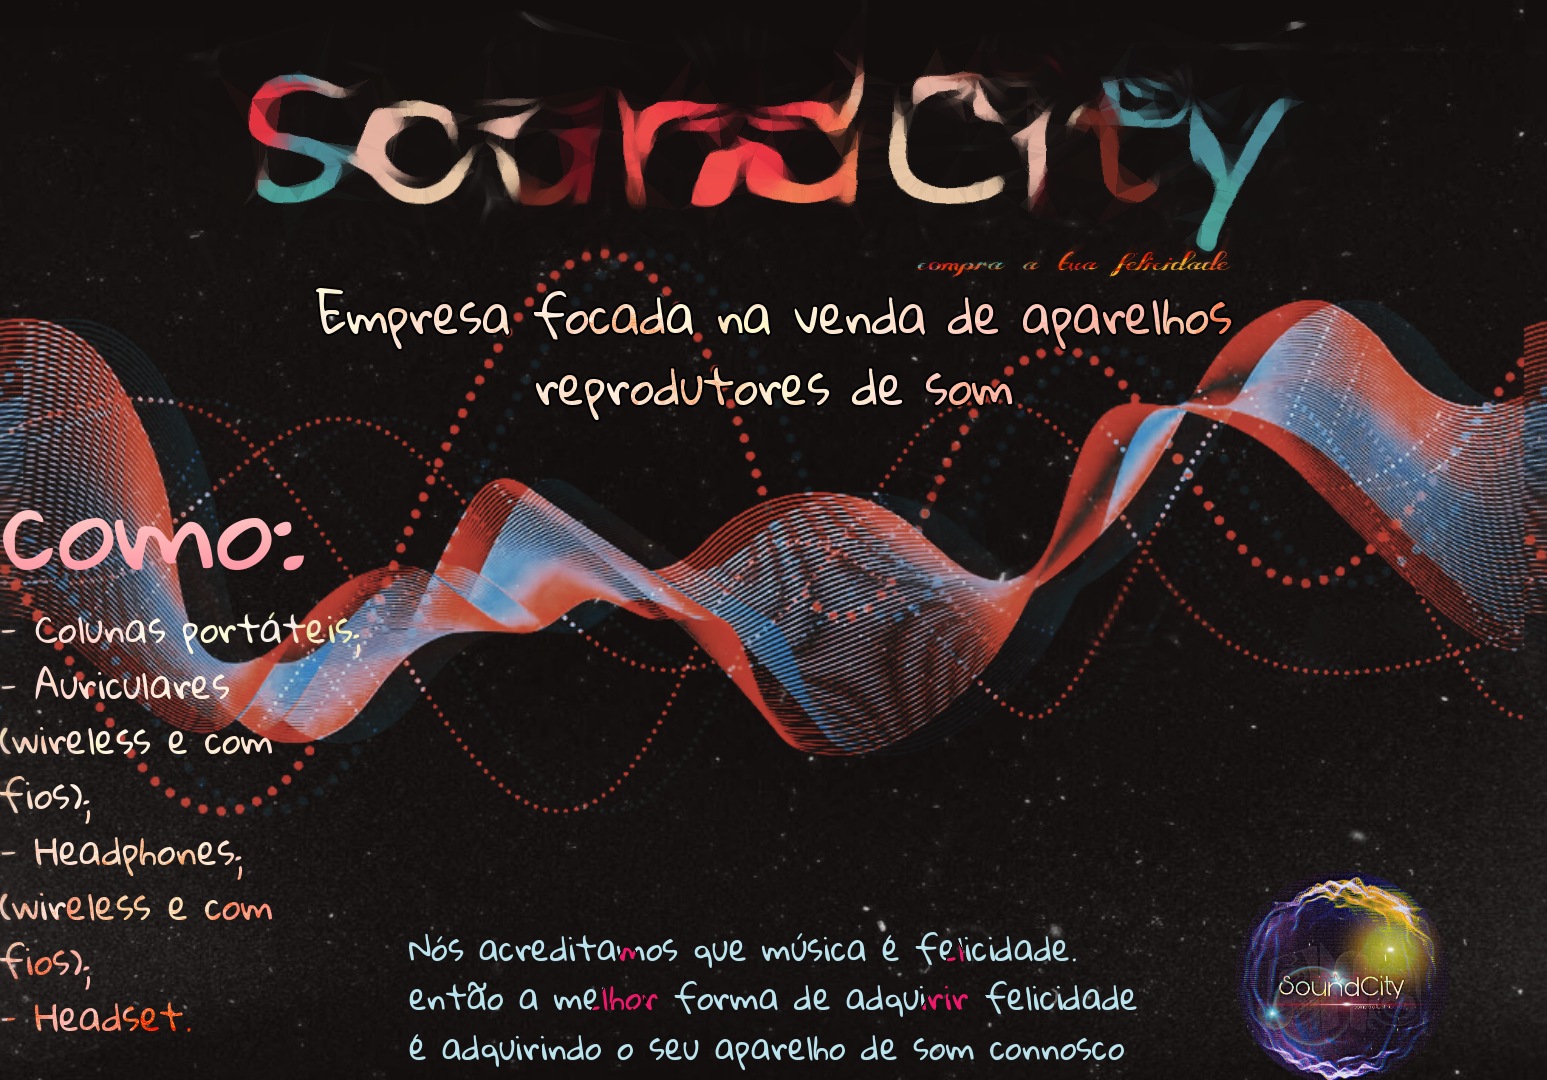 SoundCity
compra a tua felicidade
Empresa focada na venda de aparelhos
reprodutores de som
Como:
- Colunas portáteis;
- Auriculares
(wireless e com
fios);
- Headphones;
(wireless e com
fios);
- Headset.
Nós acreditamos que música é felicidade.
então a melhor forma de adquirir felicidade
é adquirindo o seu aparelho de som connosco
SoundCity